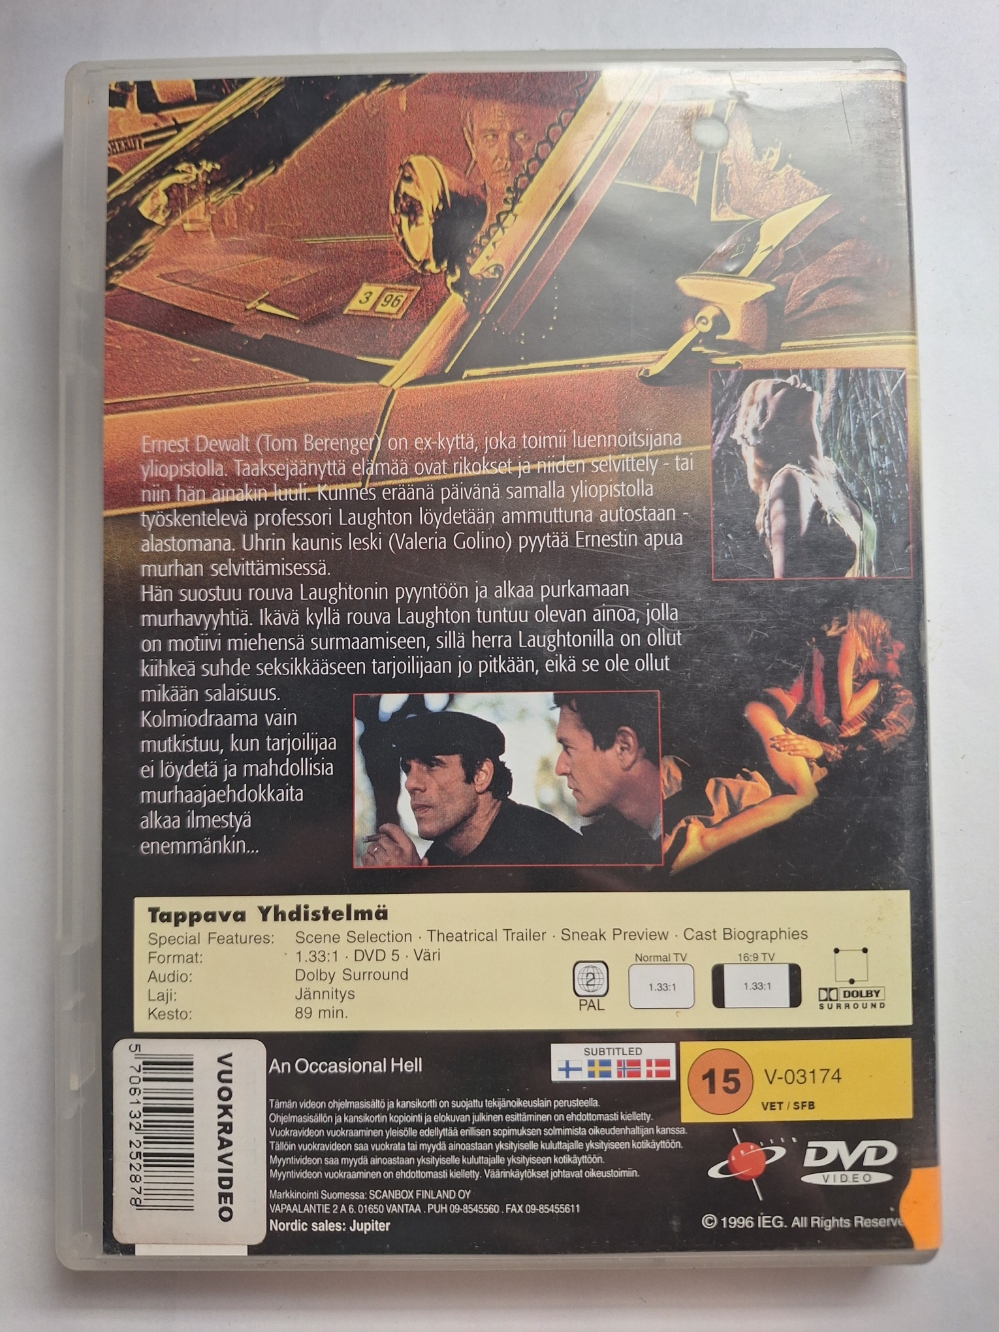 SHERIFF
3 96
Ernest Dewalt (Tom Berenger) on ex-kyttä, joka toimii luennoitsijana
yliopistolla. Taaksejäänyttä elämää ovat rikokset ja niiden selvittely - tai
niin hän ainakin luuli. Kunnes eräänä päivänä samalla yliopistolla
työskentelevä professori Laughton löydetään ammuttuna autostaan -
alastomana. Uhrin kaunis leski (Valeria Golino) pyytää Ernestin apua
murhan selvittämisessä.
Hän suostuu rouva Laughtonin pyyntöön ja alkaa purkamaan
murhavyyhtiä. Ikävä kyllä rouva Laughton tuntuu olevan ainoa, jolla
on motiivi miehensä surmaamiseen, sillä herra Laughtonilla on ollut
kiihkeä suhde seksikkääseen tarjoilijaan jo pitkään, eikä se ole ollut
mikään salaisuus.
Kolmiodraama vain
mutkistuu, kun tarjoilijaa
ei löydetä ja mahdollisia
murhaajaehdokkaita
alkaa ilmestyä
enemmänkin...
Tappava Yhdistelmä
Special Features: Scene Selection · Theatrical Trailer · Sneak Preview · Cast Biographies
Format: 1.33:1 · DVD 5 · Väri
Audio: Dolby Surround
Laji: Jännitys
Kesto: 89 min.
2
PAL
Normal TV
1.33:1
16:9 TV
1.33:1
DOLBY
SURROUND
5 706132 252878
VUOKRAVIDEO
An Occasional Hell
SUBTITLED
15
V-03174
VET / SFB
Tämän videon ohjelmasisältö ja kansikortti on suojattu tekijänoikeuslain perusteella.
Ohjelmasisällön ja kansikortin kopiointi ja elokuvan julkinen esittäminen on ehdottomasti kielletty.
Vuokravideon vuokraaminen yleisölle edellyttää erillisen sopimuksen solmimista oikeudenhaltijan kanssa.
Tällöin vuokravideon saa vuokrata tai myydä ainoastaan yksityiselle kuluttajalle yksityiseen kotikäyttöön.
Myyntivideon saa myydä ainoastaan yksityiselle kuluttajalle yksityiseen kotikäyttöön.
Myyntivideon vuokraaminen on ehdottomasti kielletty. Väärinkäytökset johtavat oikeustoimiin.
Markkinointi Suomessa: SCANBOX FINLAND OY
VAPAALANTIE 2 A 6. 01650 VANTAA . PUH 09-8545560 . FAX 09-85455611
Nordic sales: Jupiter
DVD
VIDEO
© 1996 IEG. All Rights Reserve